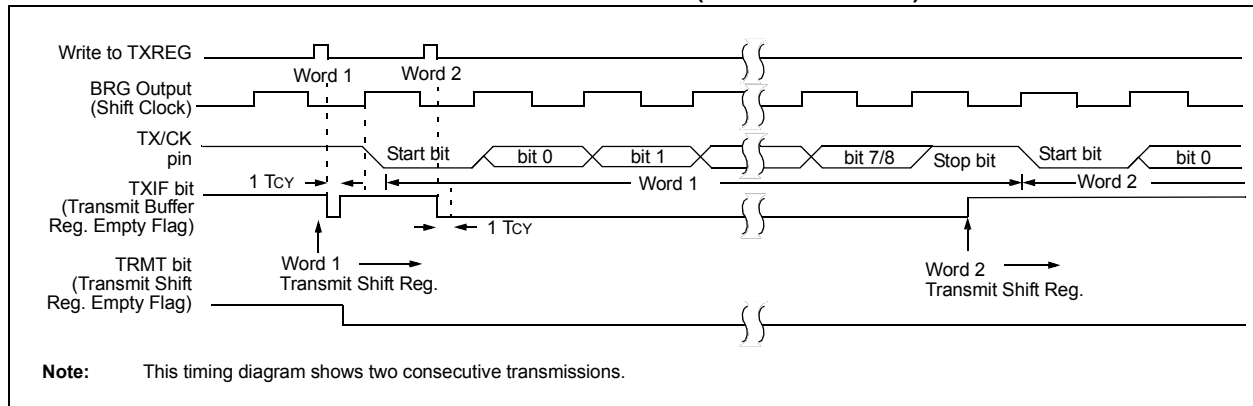 Write to TXREG
Word 1
Word 2
BRG Output
(Shift Clock)
TX/CK
pin
Start bit
bit 0
bit 1
bit 7/8
Stop bit
Start bit
bit 0
1 TCY
Word 1
Word 2
TXIF bit
(Transmit Buffer
Reg. Empty Flag)
1 TCY
Word 1
Transmit Shift Reg.
Word 2
Transmit Shift Reg.
TRMT bit
(Transmit Shift
Reg. Empty Flag)
Note: This timing diagram shows two consecutive transmissions.